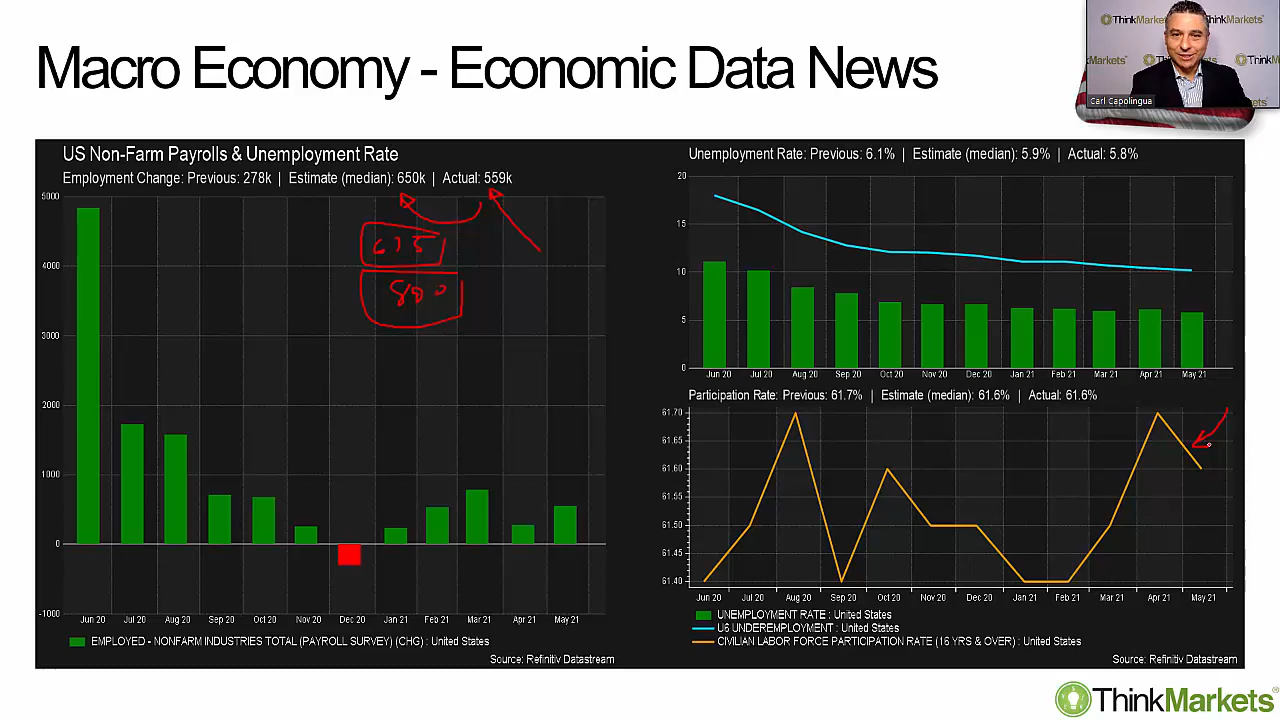 Macro Economy - Economic Data News
ThinkMarkets
ThinkMarkets
Carl Capolingua
US Non-Farm Payrolls & Unemployment Rate
Employment Change: Previous: 278k | Estimate (median): 650k | Actual: 559k
5000
4000
3000
2000
1000
0
-1000
675
800
Jun 20 Jul 20 Aug 20 Sep 20 Oct 20 Nov 20 Dec 20 Jan 21 Feb 21 Mar 21 Apr 21 May 21
EMPLOYED - NONFARM INDUSTRIES TOTAL (PAYROLL SURVEY) (CHG) : United States
Source: Refinitiv Datastream
Unemployment Rate: Previous: 6.1% | Estimate (median): 5.9% | Actual: 5.8%
20
15
10
5
0
Jun 20 Jul 20 Aug 20 Sep 20 Oct 20 Nov 20 Dec 20 Jan 21 Feb 21 Mar 21 Apr 21 May 21
Participation Rate: Previous: 61.7% | Estimate (median): 61.6% | Actual: 61.6%
61.70
61.65
61.60
61.55
61.50
61.45
61.40
Jun 20 Jul 20 Aug 20 Sep 20 Oct 20 Nov 20 Dec 20 Jan 21 Feb 21 Mar 21 Apr 21 May 21
UNEMPLOYMENT RATE : United States
U6 UNDEREMPLOYMENT : United States
CIVILIAN LABOR FORCE PARTICIPATION RATE (16 YRS & OVER) : United States
Source: Refinitiv Datastream
ThinkMarkets